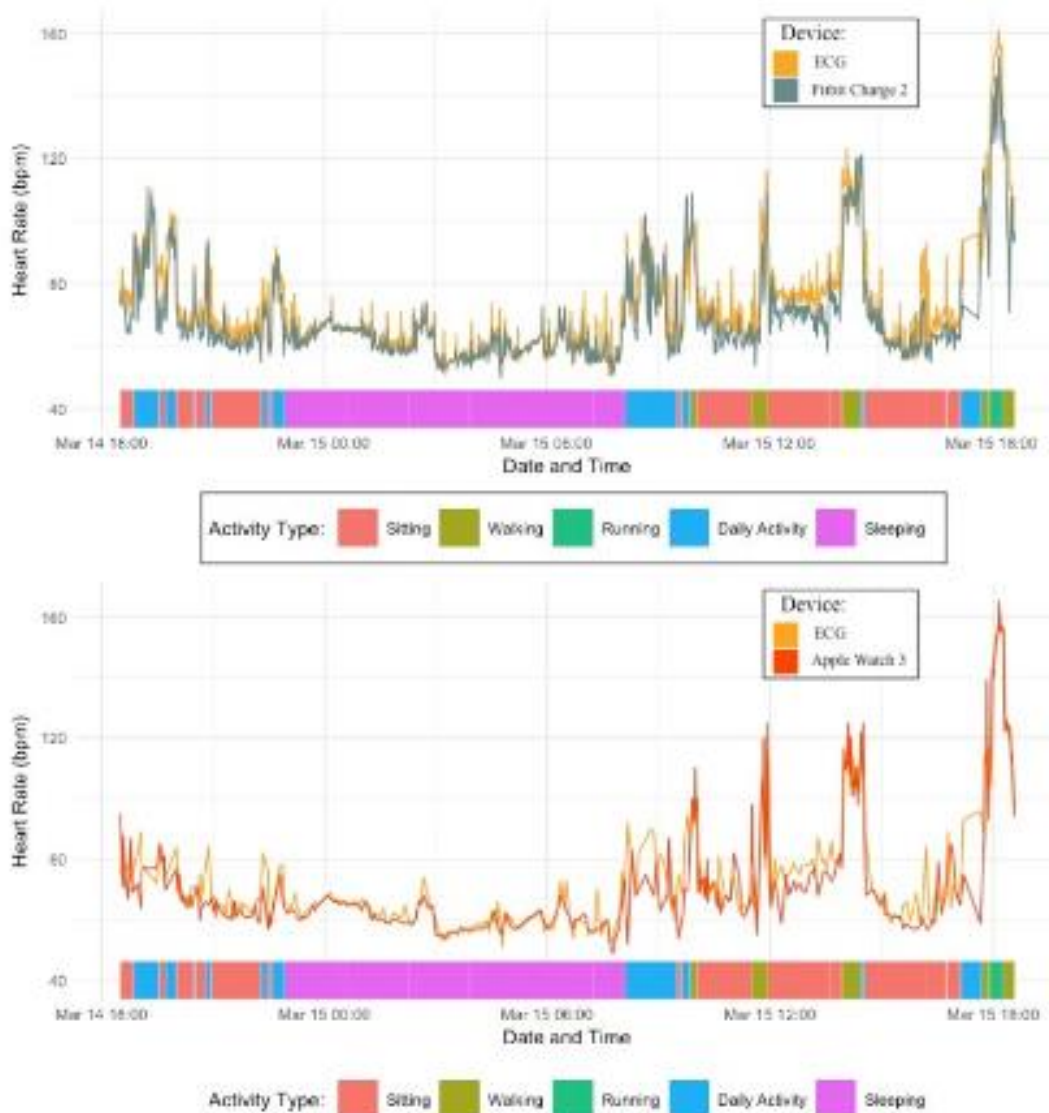 160
120
80
40
Heart Rate (bpm)
Device:
ECG
Fitbit Charge 2
Mar 14 18:00
Mar 15 00:00
Mar 15 06:00
Mar 15 12:00
Mar 15 18:00
Date and Time
Activity Type: Sitting Walking Running Daily Activity Sleeping
160
120
80
40
Heart Rate (bpm)
Device:
ECG
Apple Watch 3
Mar 14 18:00
Mar 15 00:00
Mar 15 06:00
Mar 15 12:00
Mar 15 18:00
Date and Time
Activity Type: Sitting Walking Running Daily Activity Sleeping